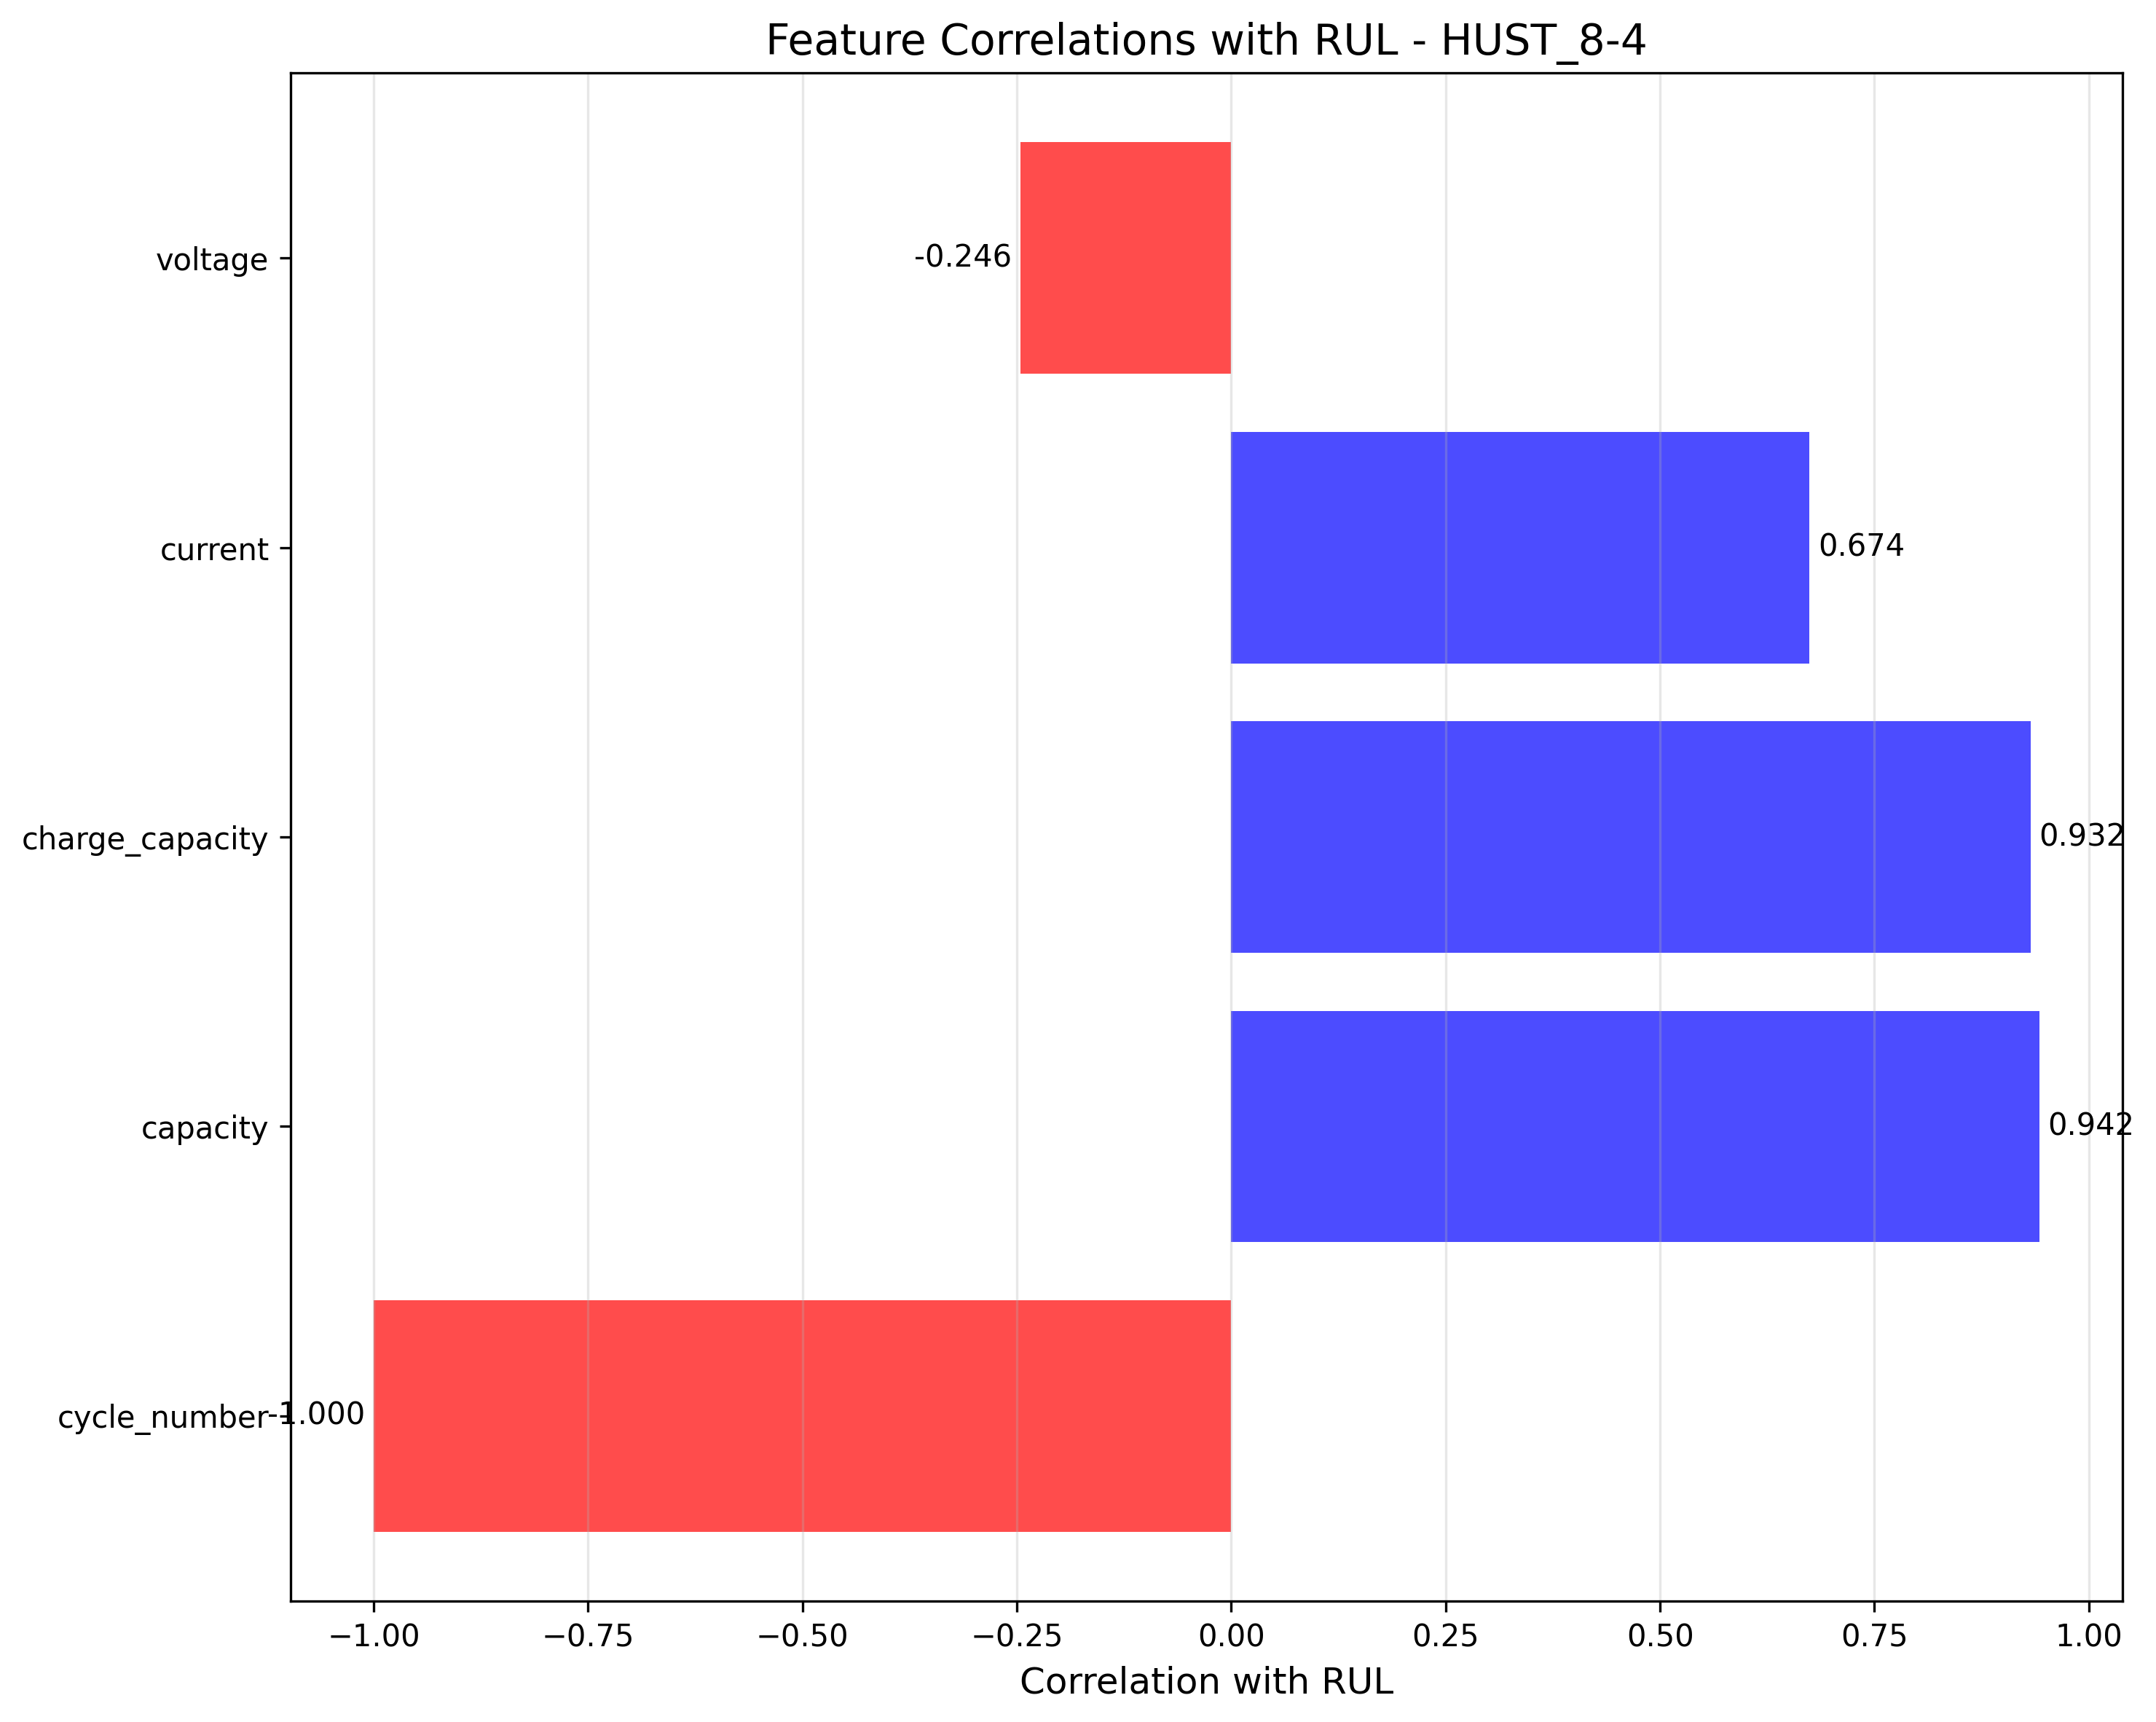 Feature Correlations with RUL - HUST_8-4
voltage
-0.246
current
0.674
charge_capacity
0.932
capacity
0.942
cycle_number
-1.000
−1.00 −0.75 −0.50 −0.25 0.00 0.25 0.50 0.75 1.00
Correlation with RUL